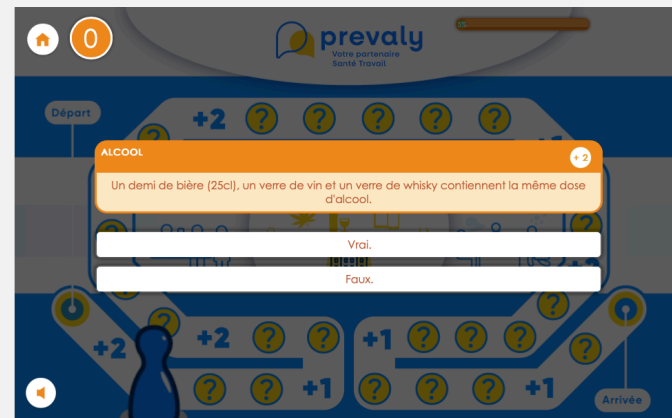 0
prevaly
Votre partenaire
Santé Travail
Départ
+2 ? ? ? ? ?
?
ALCOOL
+ 2
Un demi de bière (25cl), un verre de vin et un verre de whisky contiennent la même dose
d'alcool.
Vrai.
Faux.
? ?
+2 ? +2 ? ? +1 ? ? ? ?
? ? +1 ? ? ? +1
Arrivée